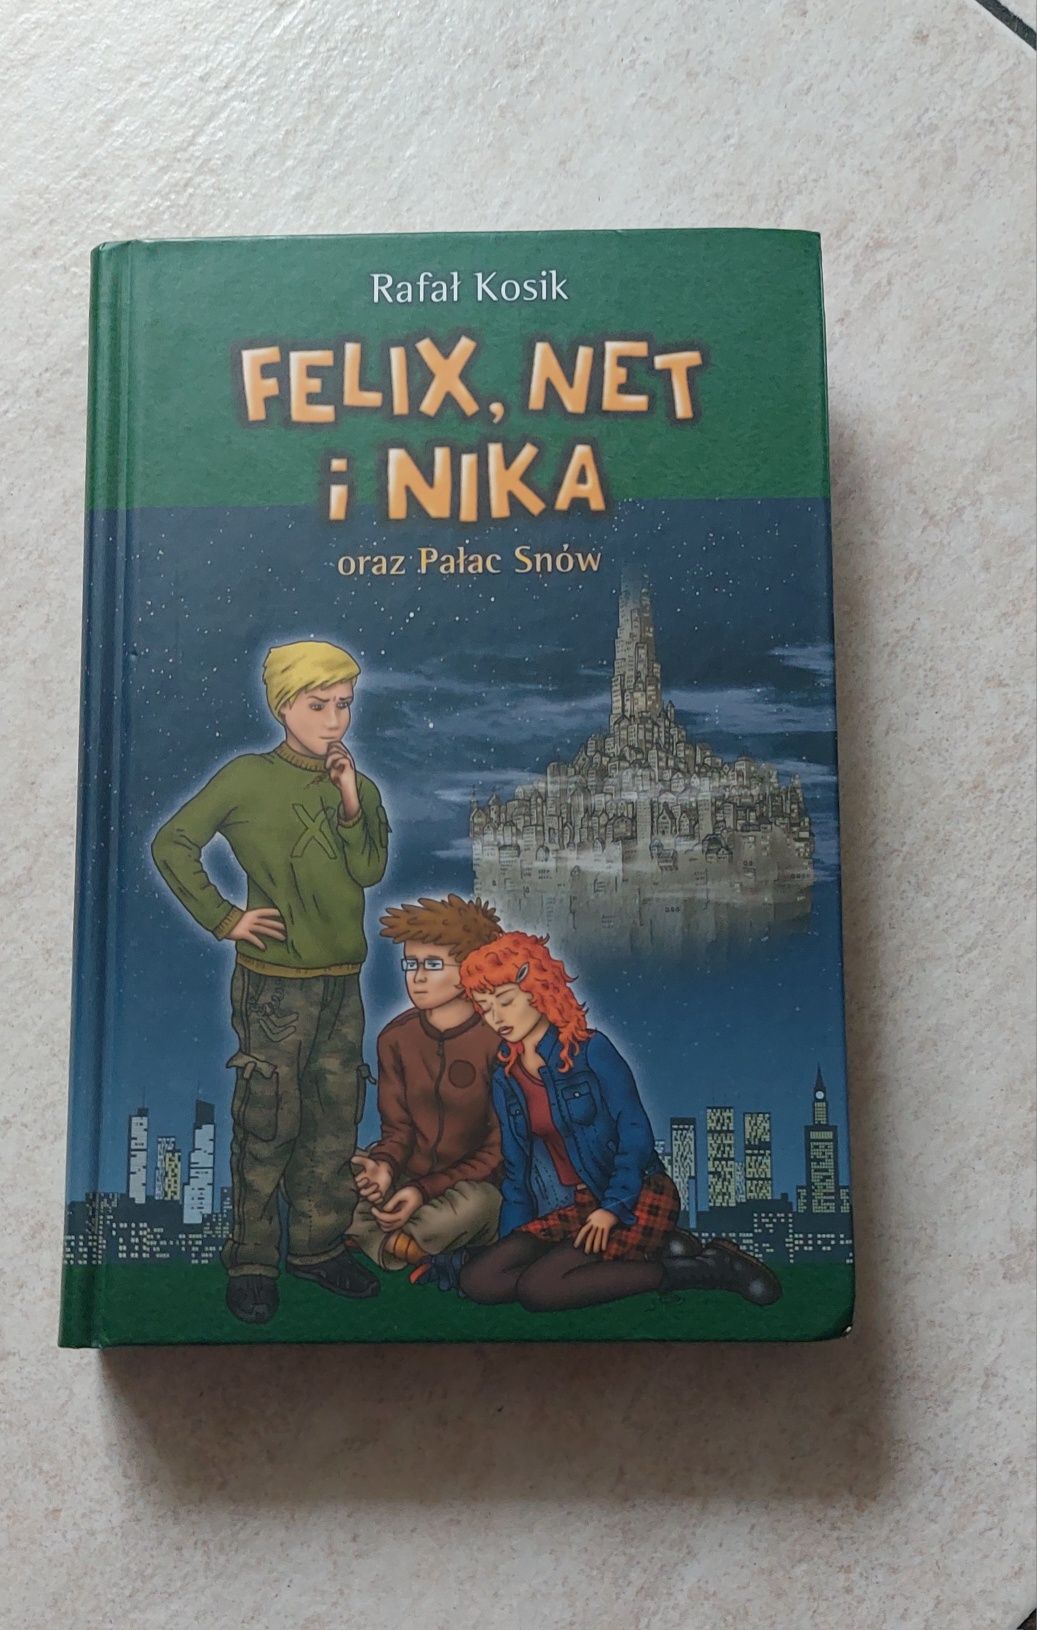 Rafał Kosik
FELIX, NET
i NIKA
oraz Pałac Snów